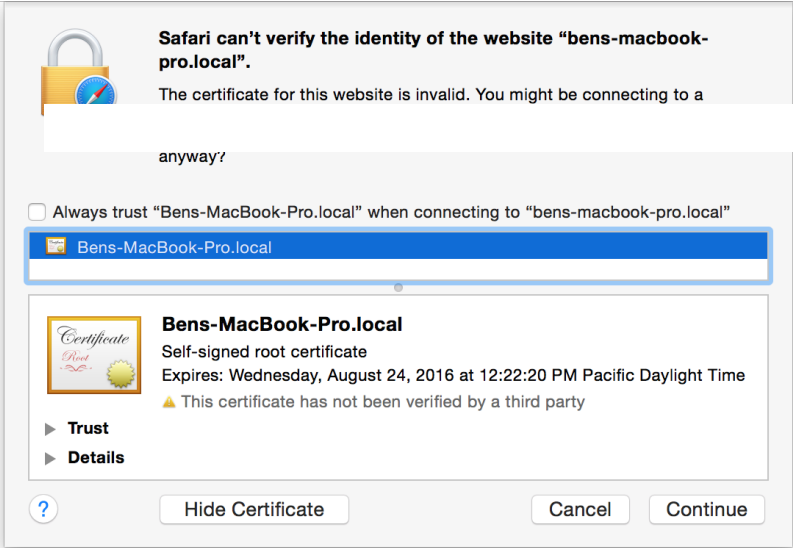 Safari can’t verify the identity of the website “bens-macbook-
pro.local”.
The certificate for this website is invalid. You might be connecting to a
anyway?
Always trust “Bens-MacBook-Pro.local” when connecting to “bens-macbook-pro.local”
Bens-MacBook-Pro.local
Certificate
Root
Bens-MacBook-Pro.local
Self-signed root certificate
Expires: Wednesday, August 24, 2016 at 12:22:20 PM Pacific Daylight Time
This certificate has not been verified by a third party
Trust
Details
?
Hide Certificate
Cancel
Continue